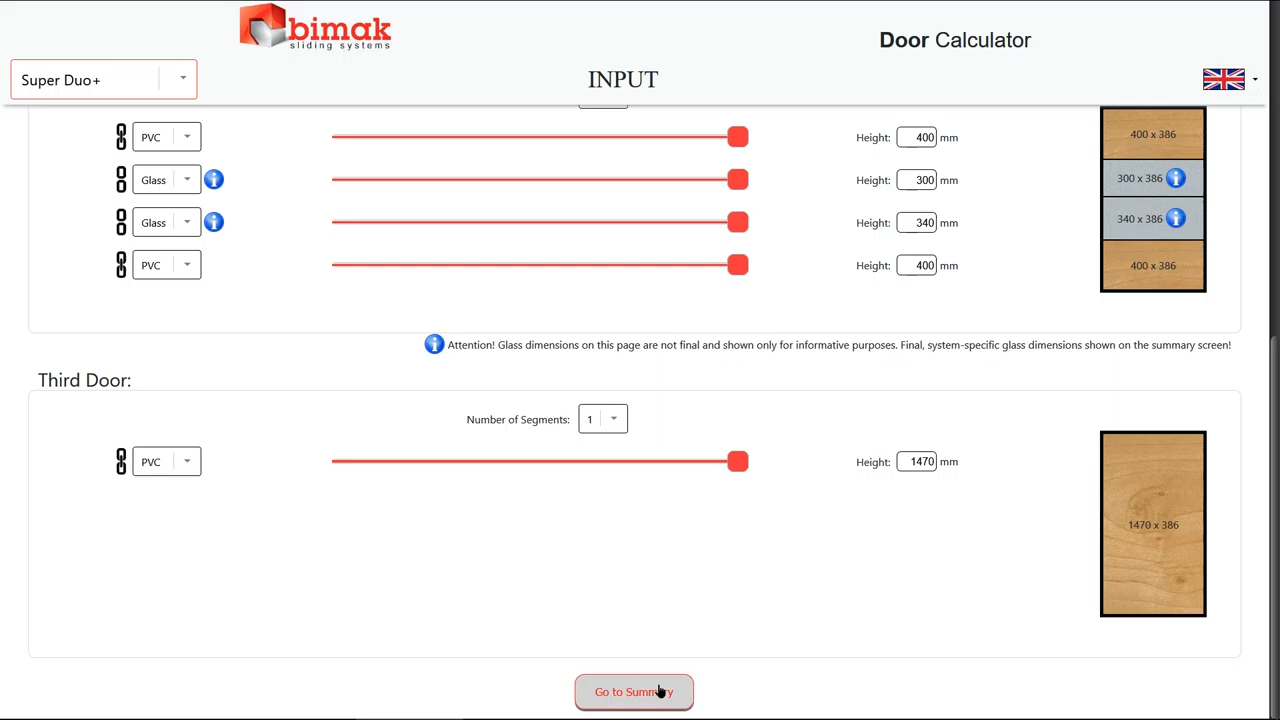 bimak
sliding systems
Door Calculator
Super Duo+
INPUT
PVC
Height: 400 mm
400 x 386
Glass
Height: 300 mm
300 x 386
Glass
Height: 340 mm
340 x 386
PVC
Height: 400 mm
400 x 386
Attention! Glass dimensions on this page are not final and shown only for informative purposes. Final, system-specific glass dimensions shown on the summary screen!
Third Door:
Number of Segments: 1
PVC
Height: 1470 mm
1470 x 386
Go to Summary